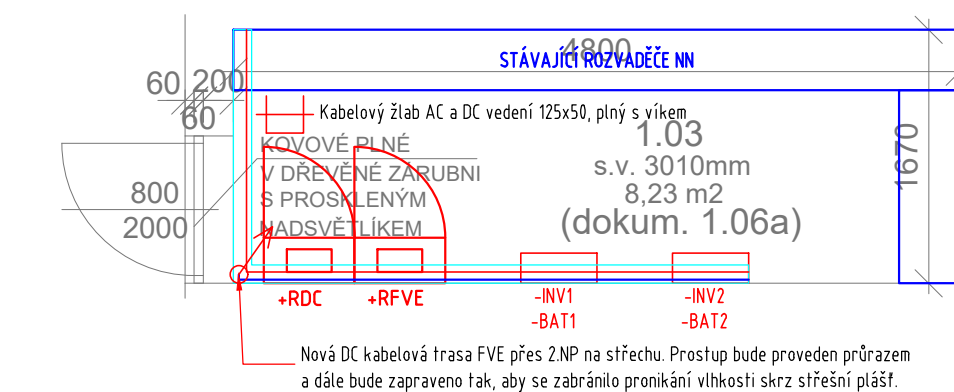 4800
STÁVAJÍCÍ ROZVADĚČE NN
60
200
60
Kabelový žlab AC a DC vedení 125x50, plný s víkem
KOVOVÉ PLNÉ
V DŘEVĚNÉ ZÁRUBNI
S PROSKLENÝM
NADSVĚTLÍKEM
1.03
s.v. 3010mm
8,23 m2
(dokum. 1.06a)
1670
800
2000
+RDC
+RFVE
-INV1
-BAT1
-INV2
-BAT2
Nová DC kabelová trasa FVE přes 2.NP na střechu. Prostup bude proveden průrazem
a dále bude zapraveno tak, aby se zabránilo pronikání vlhkosti skrz střešní plášť.